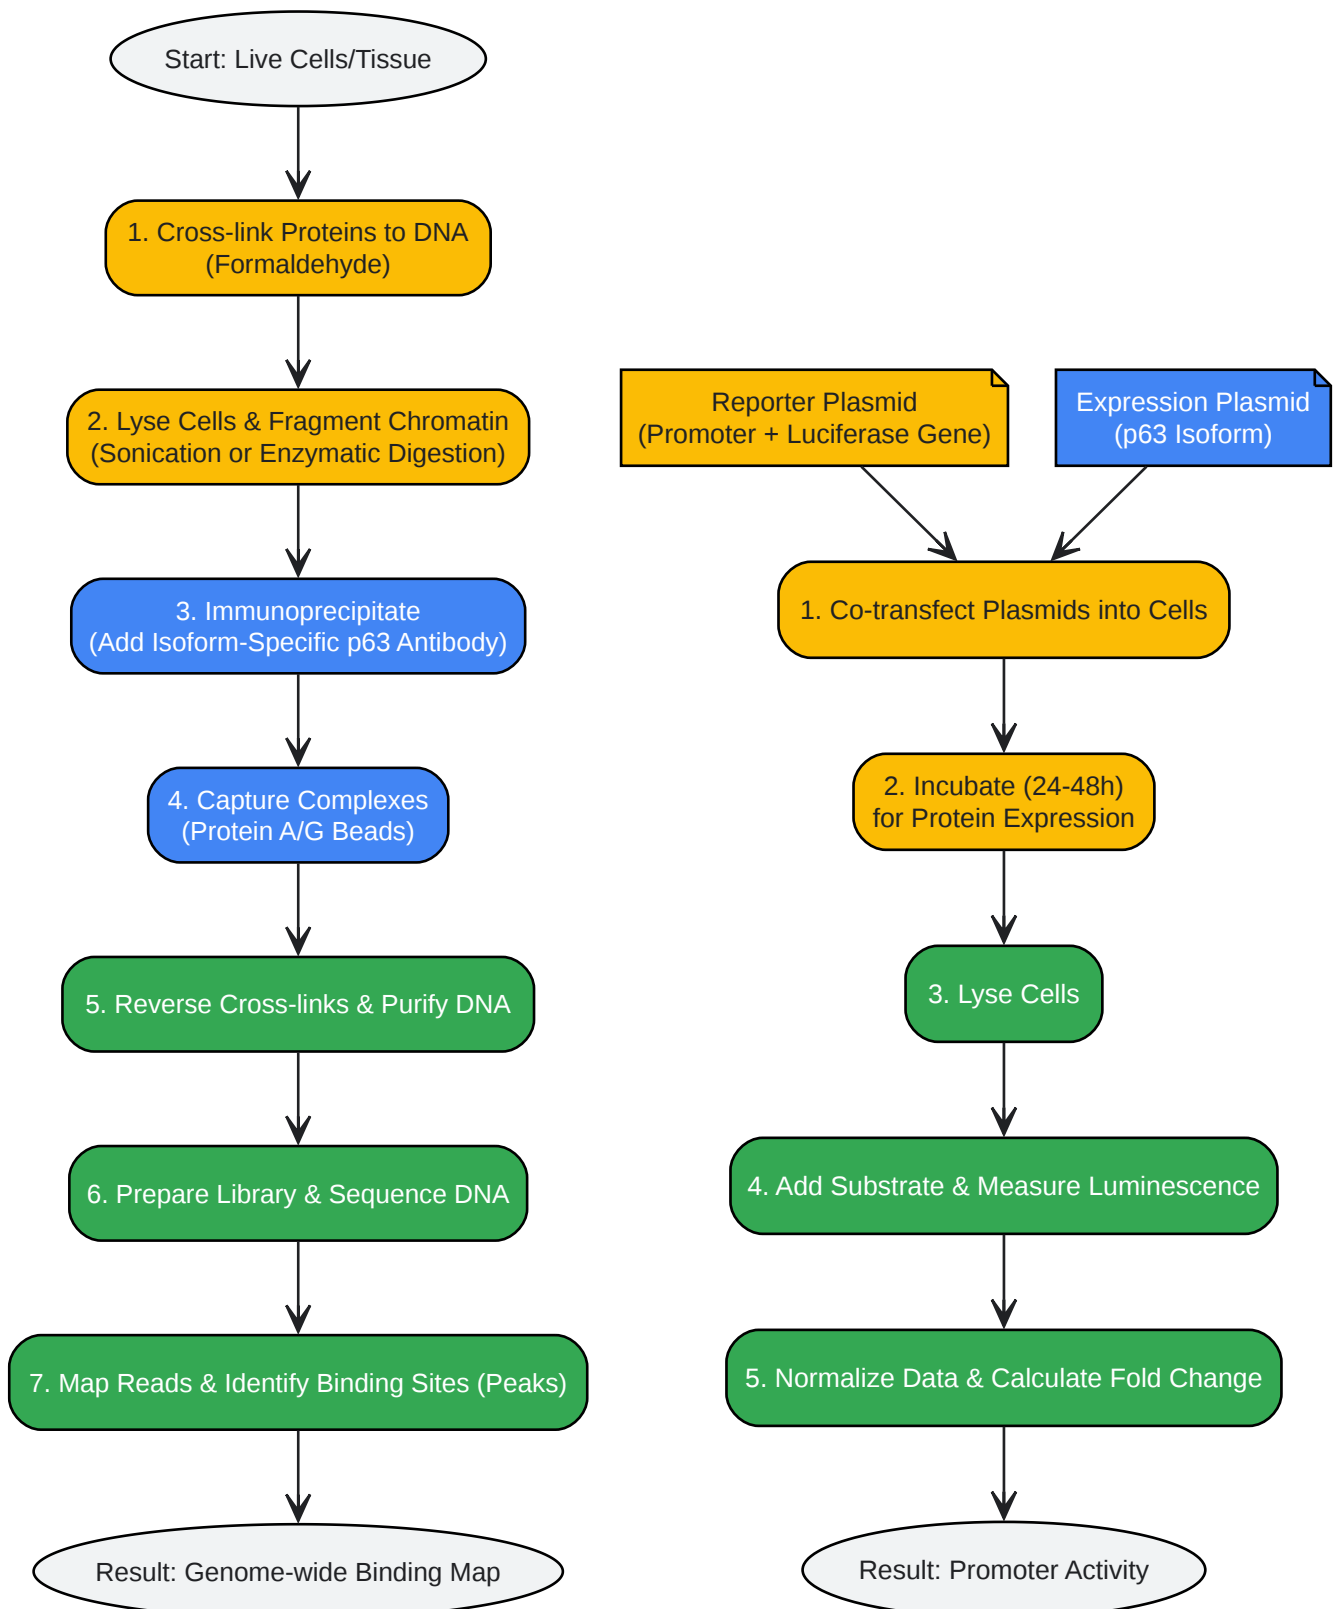 Start: Live Cells/Tissue
1. Cross-link Proteins to DNA
(Formaldehyde)
2. Lyse Cells & Fragment Chromatin
(Sonication or Enzymatic Digestion)
3. Immunoprecipitate
(Add Isoform-Specific p63 Antibody)
4. Capture Complexes
(Protein A/G Beads)
5. Reverse Cross-links & Purify DNA
6. Prepare Library & Sequence DNA
7. Map Reads & Identify Binding Sites (Peaks)
Result: Genome-wide Binding Map
Reporter Plasmid
(Promoter + Luciferase Gene)
Expression Plasmid
(p63 Isoform)
1. Co-transfect Plasmids into Cells
2. Incubate (24-48h)
for Protein Expression
3. Lyse Cells
4. Add Substrate & Measure Luminescence
5. Normalize Data & Calculate Fold Change
Result: Promoter Activity